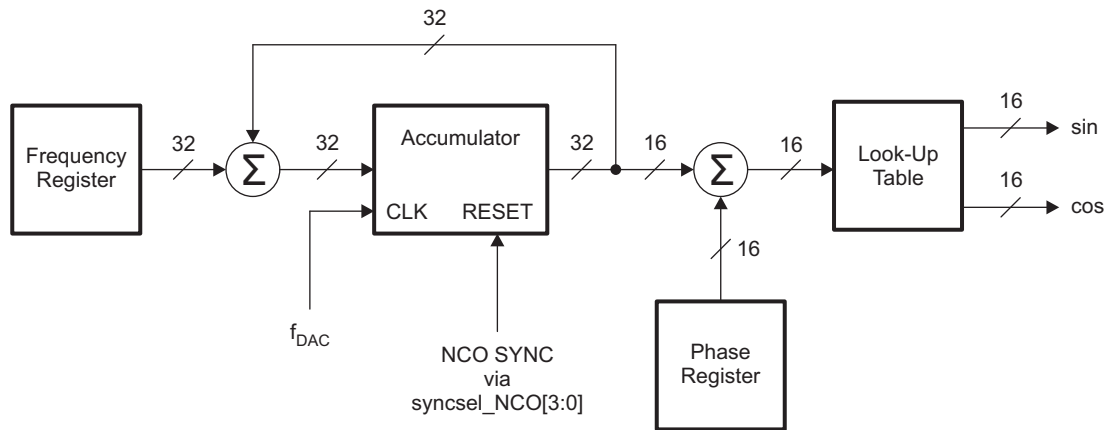 32
Frequency
Register
32
Σ
32
Accumulator
CLK RESET
32
16
Σ
16
Look-Up
Table
16
sin
16
cos
16
f_DAC
NCO SYNC
via
syncsel_NCO[3:0]
Phase
Register